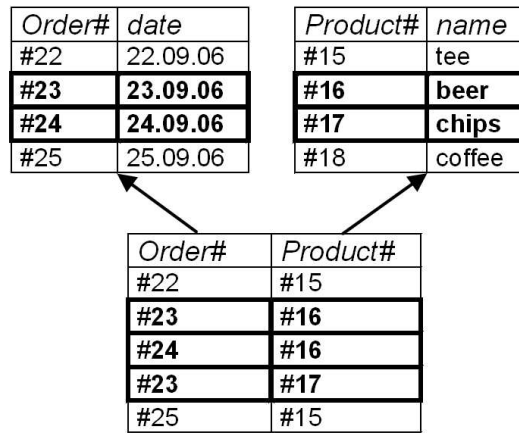 Order# date
#22 22.09.06
#23 23.09.06
#24 24.09.06
#25 25.09.06
Product# name
#15 tee
#16 beer
#17 chips
#18 coffee
Order# Product#
#22 #15
#23 #16
#24 #16
#23 #17
#25 #15